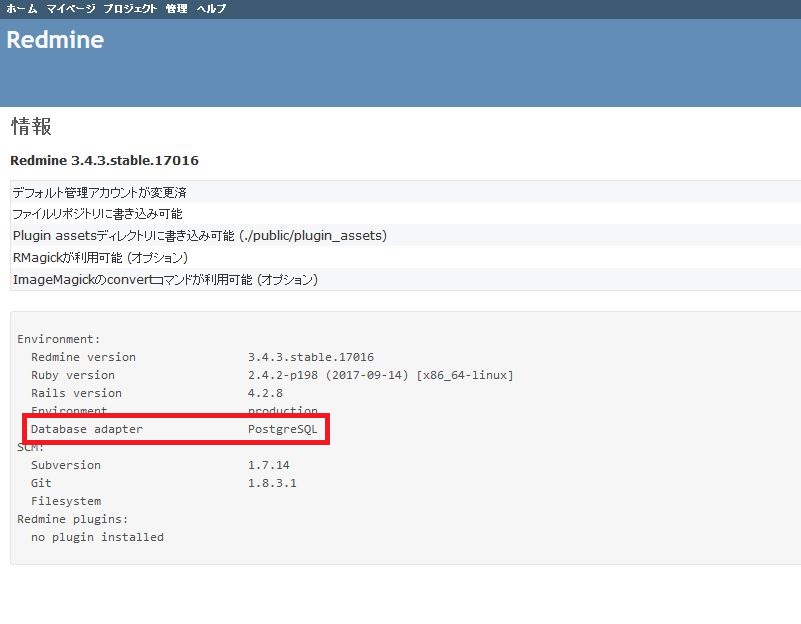 ホーム マイページ プロジェクト 管理 ヘルプ
Redmine
情報
Redmine 3.4.3.stable.17016
デフォルト管理アカウントが変更済
ファイルリポジトリに書き込み可能
Plugin assetsディレクトリに書き込み可能 (./public/plugin_assets)
RMagickが利用可能 (オプション)
ImageMagickのconvertコマンドが利用可能 (オプション)
Environment:
Redmine version 3.4.3.stable.17016
Ruby version 2.4.2-p198 (2017-09-14) [x86_64-linux]
Rails version 4.2.8
Environment production
Database adapter PostgreSQL
SCM:
Subversion 1.7.14
Git 1.8.3.1
Filesystem
Redmine plugins:
no plugin installed